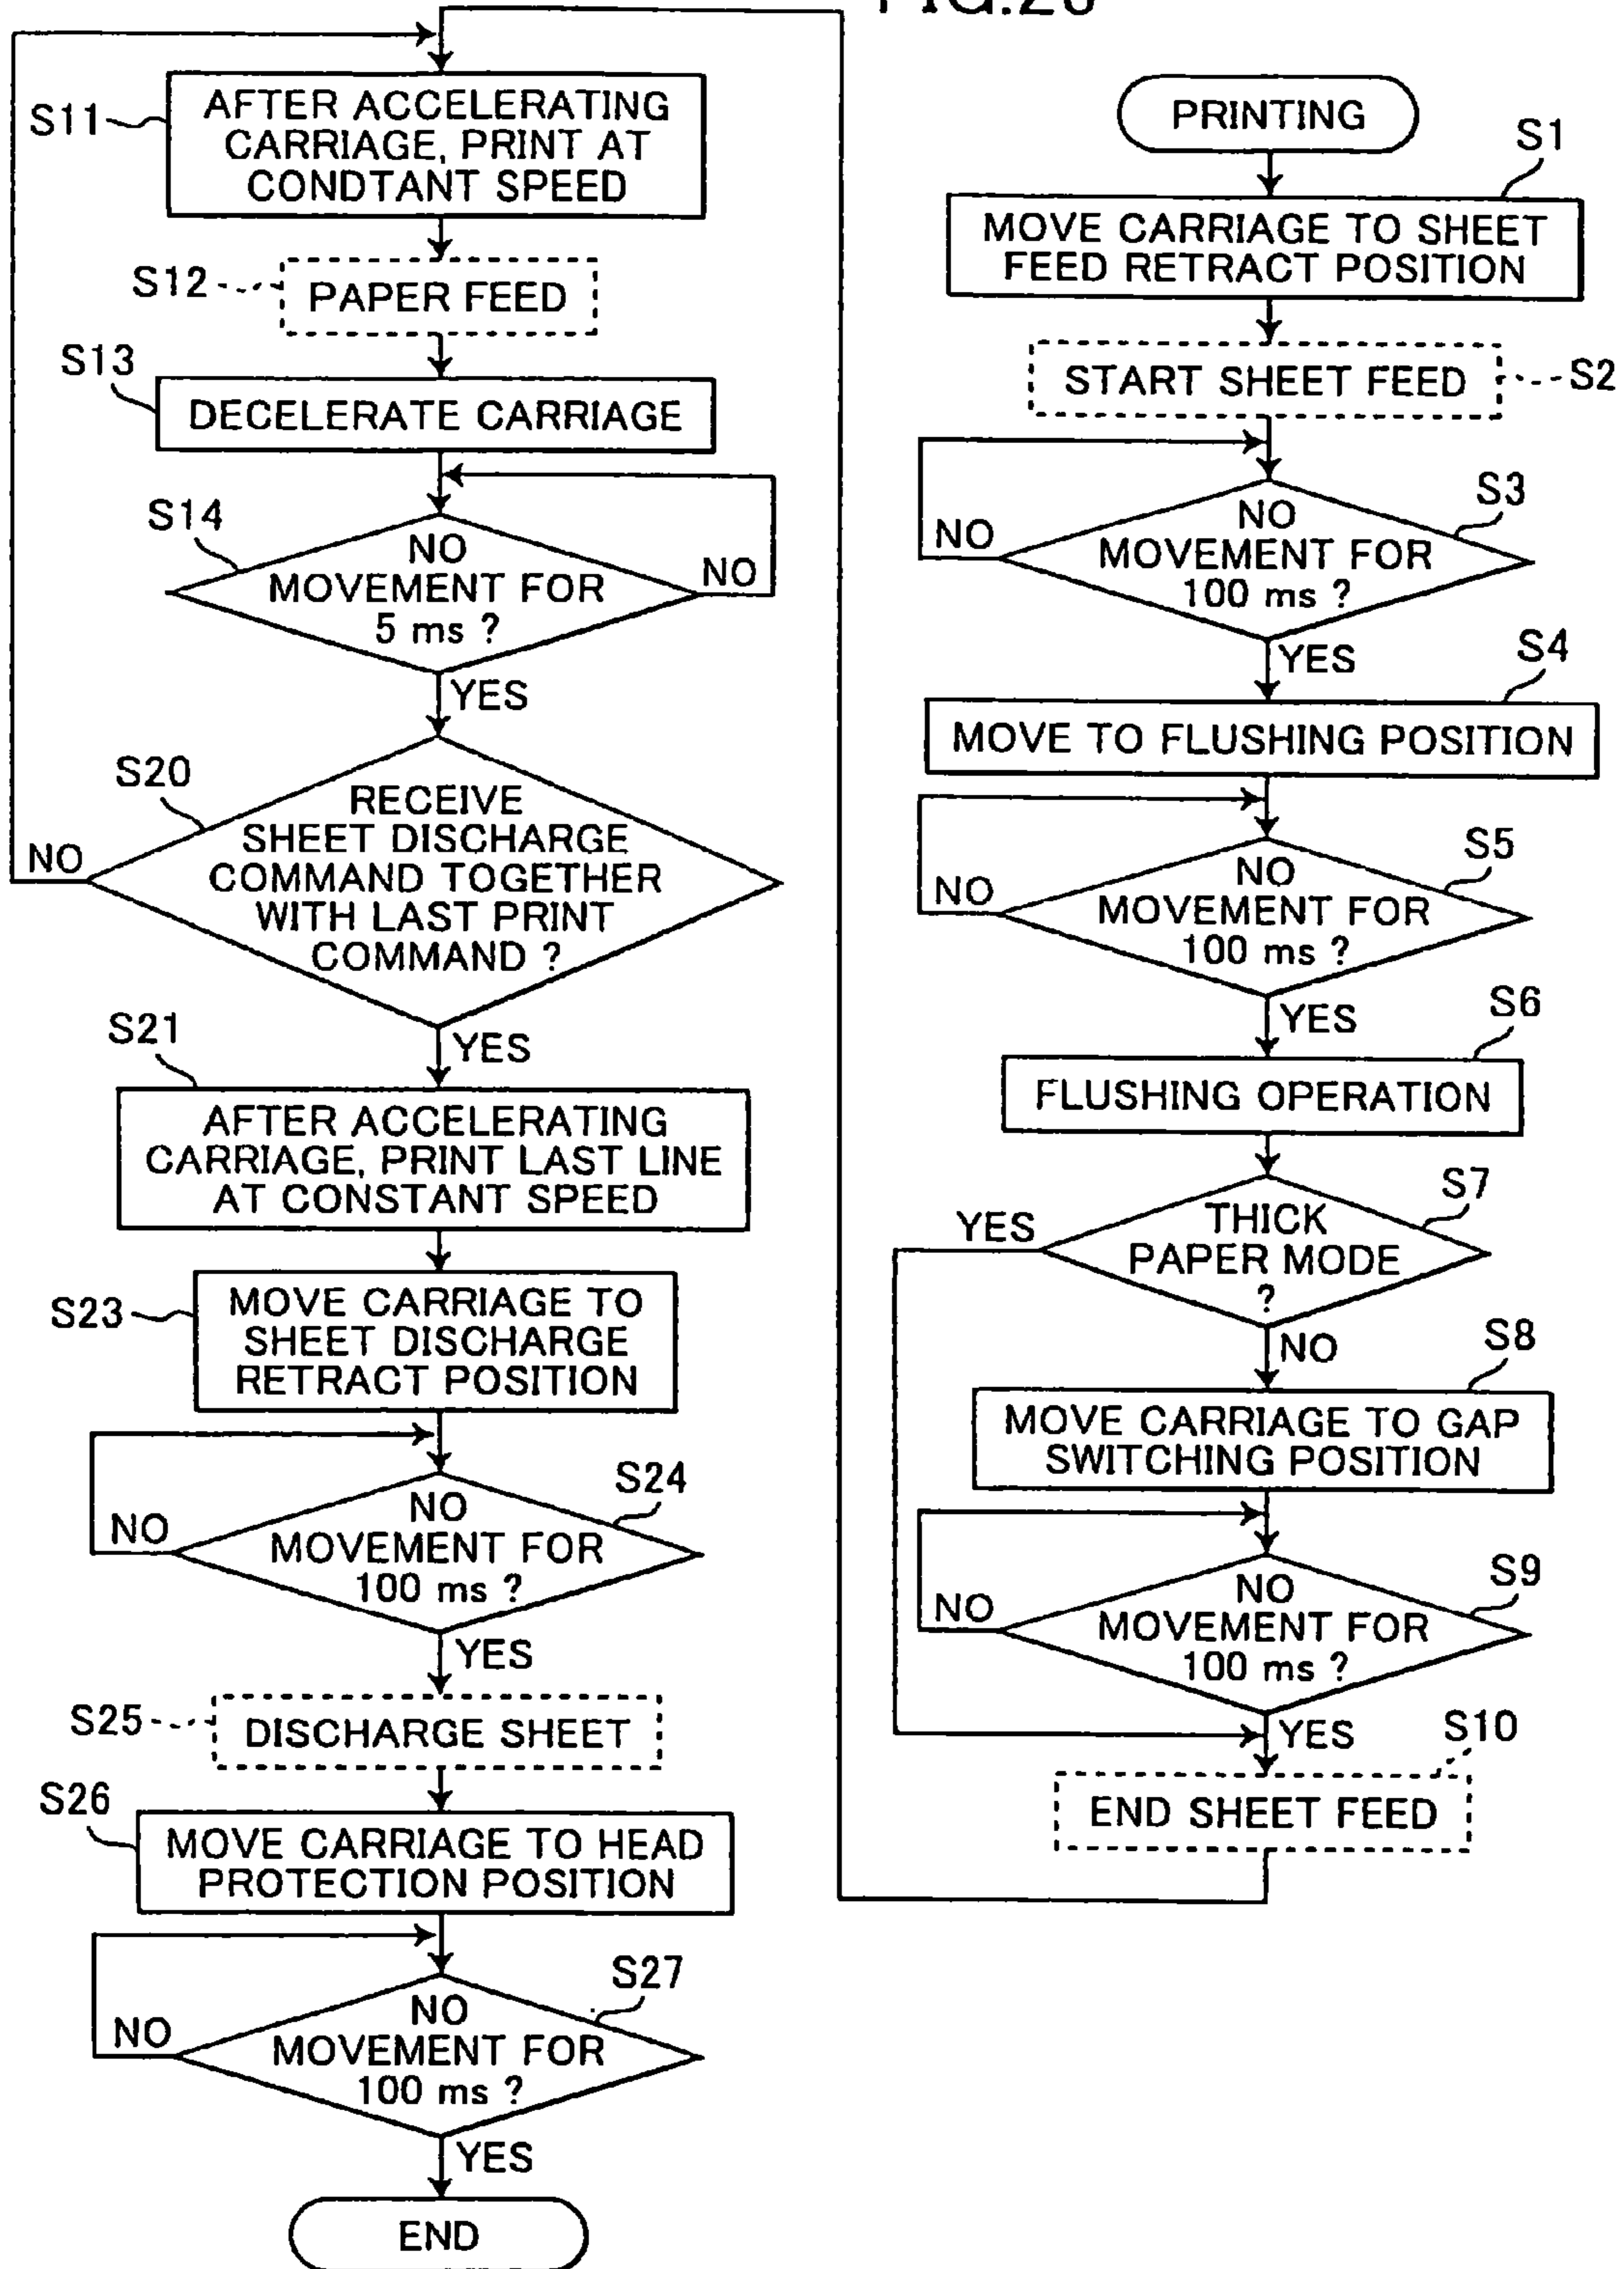 S11
AFTER ACCELERATING
CARRIAGE, PRINT AT
CONDTANT SPEED
S12
PAPER FEED
S13
DECELERATE CARRIAGE
S14
NO
MOVEMENT FOR
5 ms ?
NO
YES
S20
RECEIVE
SHEET DISCHARGE
COMMAND TOGETHER
WITH LAST PRINT
COMMAND ?
NO
YES
S21
AFTER ACCELERATING
CARRIAGE, PRINT LAST LINE
AT CONSTANT SPEED
S23
MOVE CARRIAGE TO
SHEET DISCHARGE
RETRACT POSITION
S24
NO
MOVEMENT FOR
100 ms ?
NO
YES
S25
DISCHARGE SHEET
S26
MOVE CARRIAGE TO HEAD
PROTECTION POSITION
S27
NO
MOVEMENT FOR
100 ms ?
NO
YES
END
PRINTING
S1
MOVE CARRIAGE TO SHEET
FEED RETRACT POSITION
START SHEET FEED
S2
S3
NO
MOVEMENT FOR
100 ms ?
NO
YES
S4
MOVE TO FLUSHING POSITION
S5
NO
MOVEMENT FOR
100 ms ?
NO
YES
S6
FLUSHING OPERATION
S7
THICK
PAPER MODE
?
YES
NO
S8
MOVE CARRIAGE TO GAP
SWITCHING POSITION
S9
NO
MOVEMENT FOR
100 ms ?
NO
YES
S10
END SHEET FEED